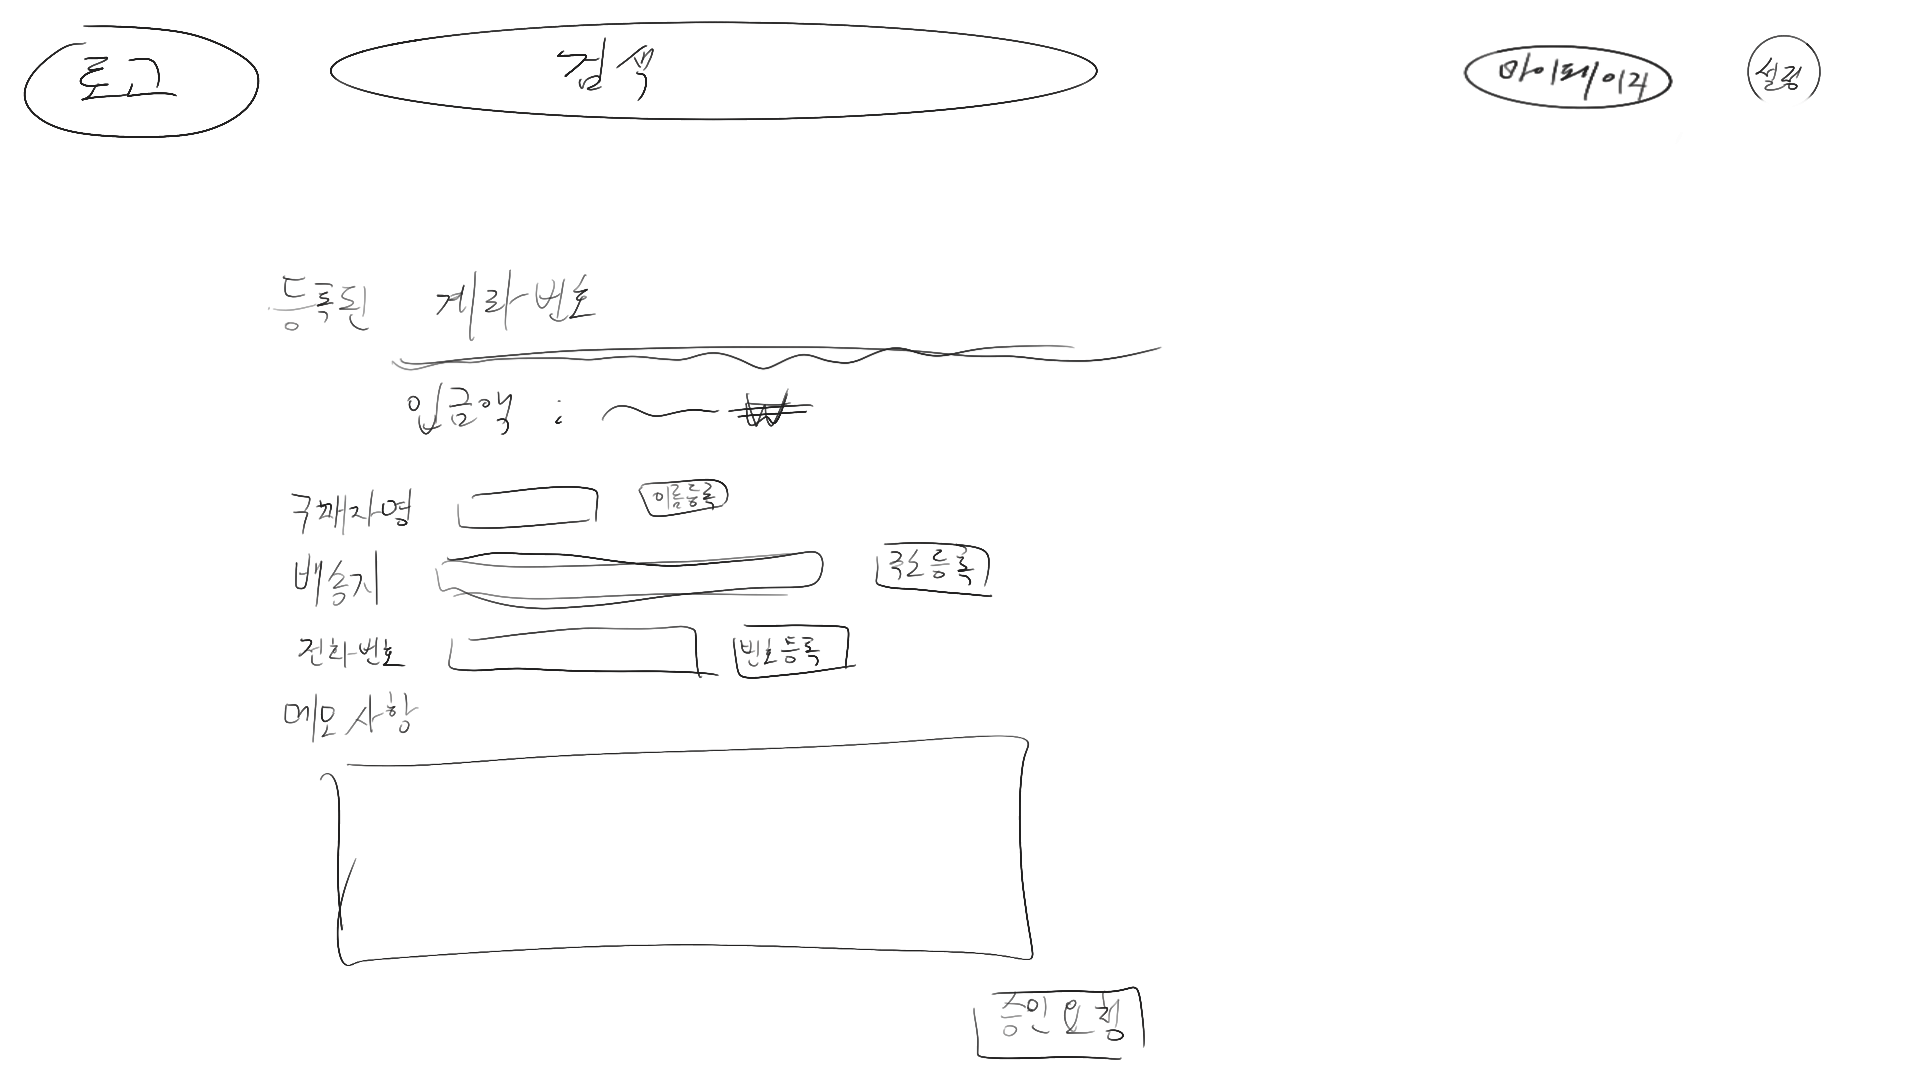 로고
검색
마이페이지
설정
등록된 계좌번호
입금액 : ₩
구매자명
이름등록
배송지
주소등록
전화번호
번호등록
메모사항
승인요청